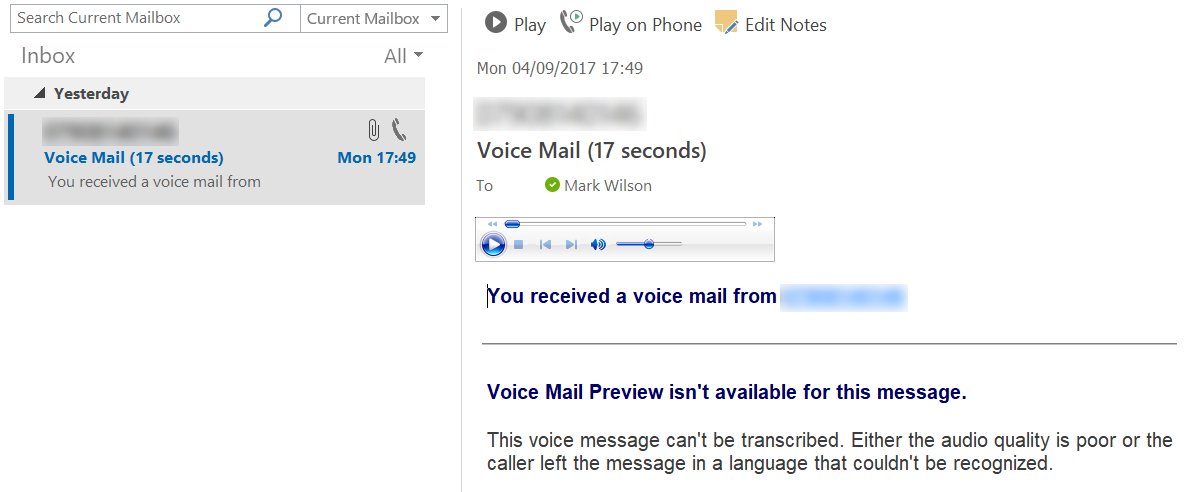 Search Current Mailbox
Current Mailbox
Inbox
All
Yesterday
Voice Mail (17 seconds)
Mon 17:49
You received a voice mail from
Play
Play on Phone
Edit Notes
Mon 04/09/2017 17:49
Voice Mail (17 seconds)
To
Mark Wilson
You received a voice mail from
Voice Mail Preview isn't available for this message.
This voice message can't be transcribed. Either the audio quality is poor or the
caller left the message in a language that couldn't be recognized.